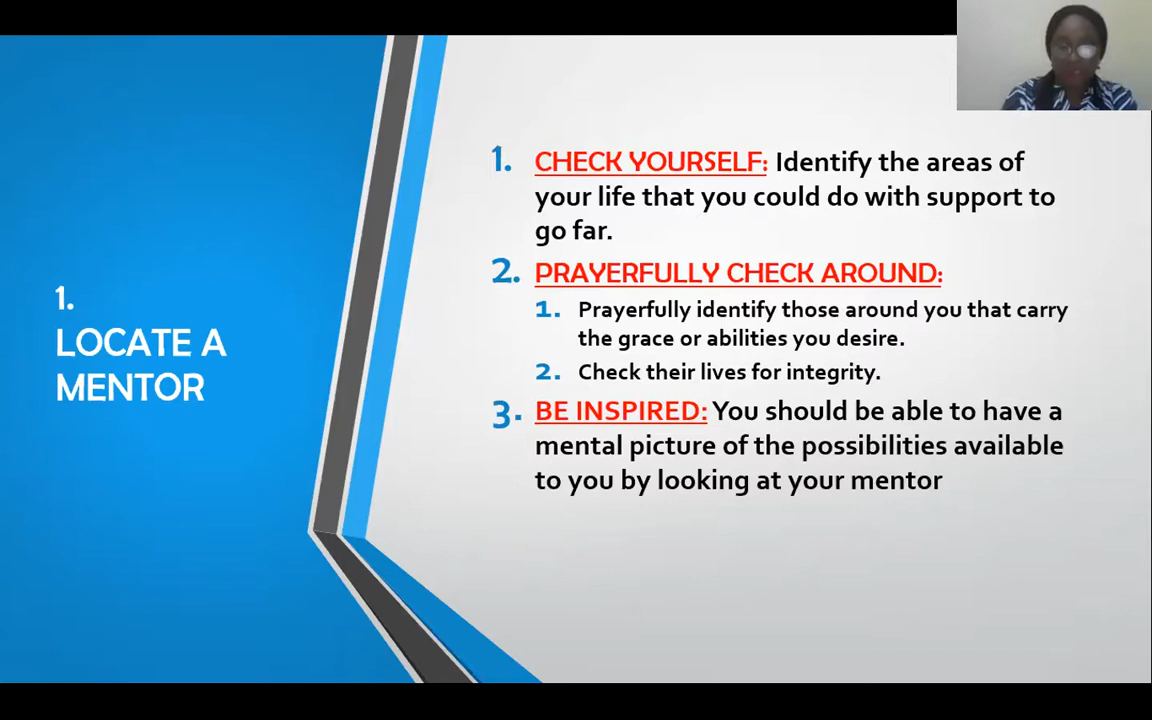 1.
LOCATE A
MENTOR
1. CHECK YOURSELF: Identify the areas of
your life that you could do with support to
go far.
2. PRAYERFULLY CHECK AROUND:
1. Prayerfully identify those around you that carry
the grace or abilities you desire.
2. Check their lives for integrity.
3. BE INSPIRED: You should be able to have a
mental picture of the possibilities available
to you by looking at your mentor